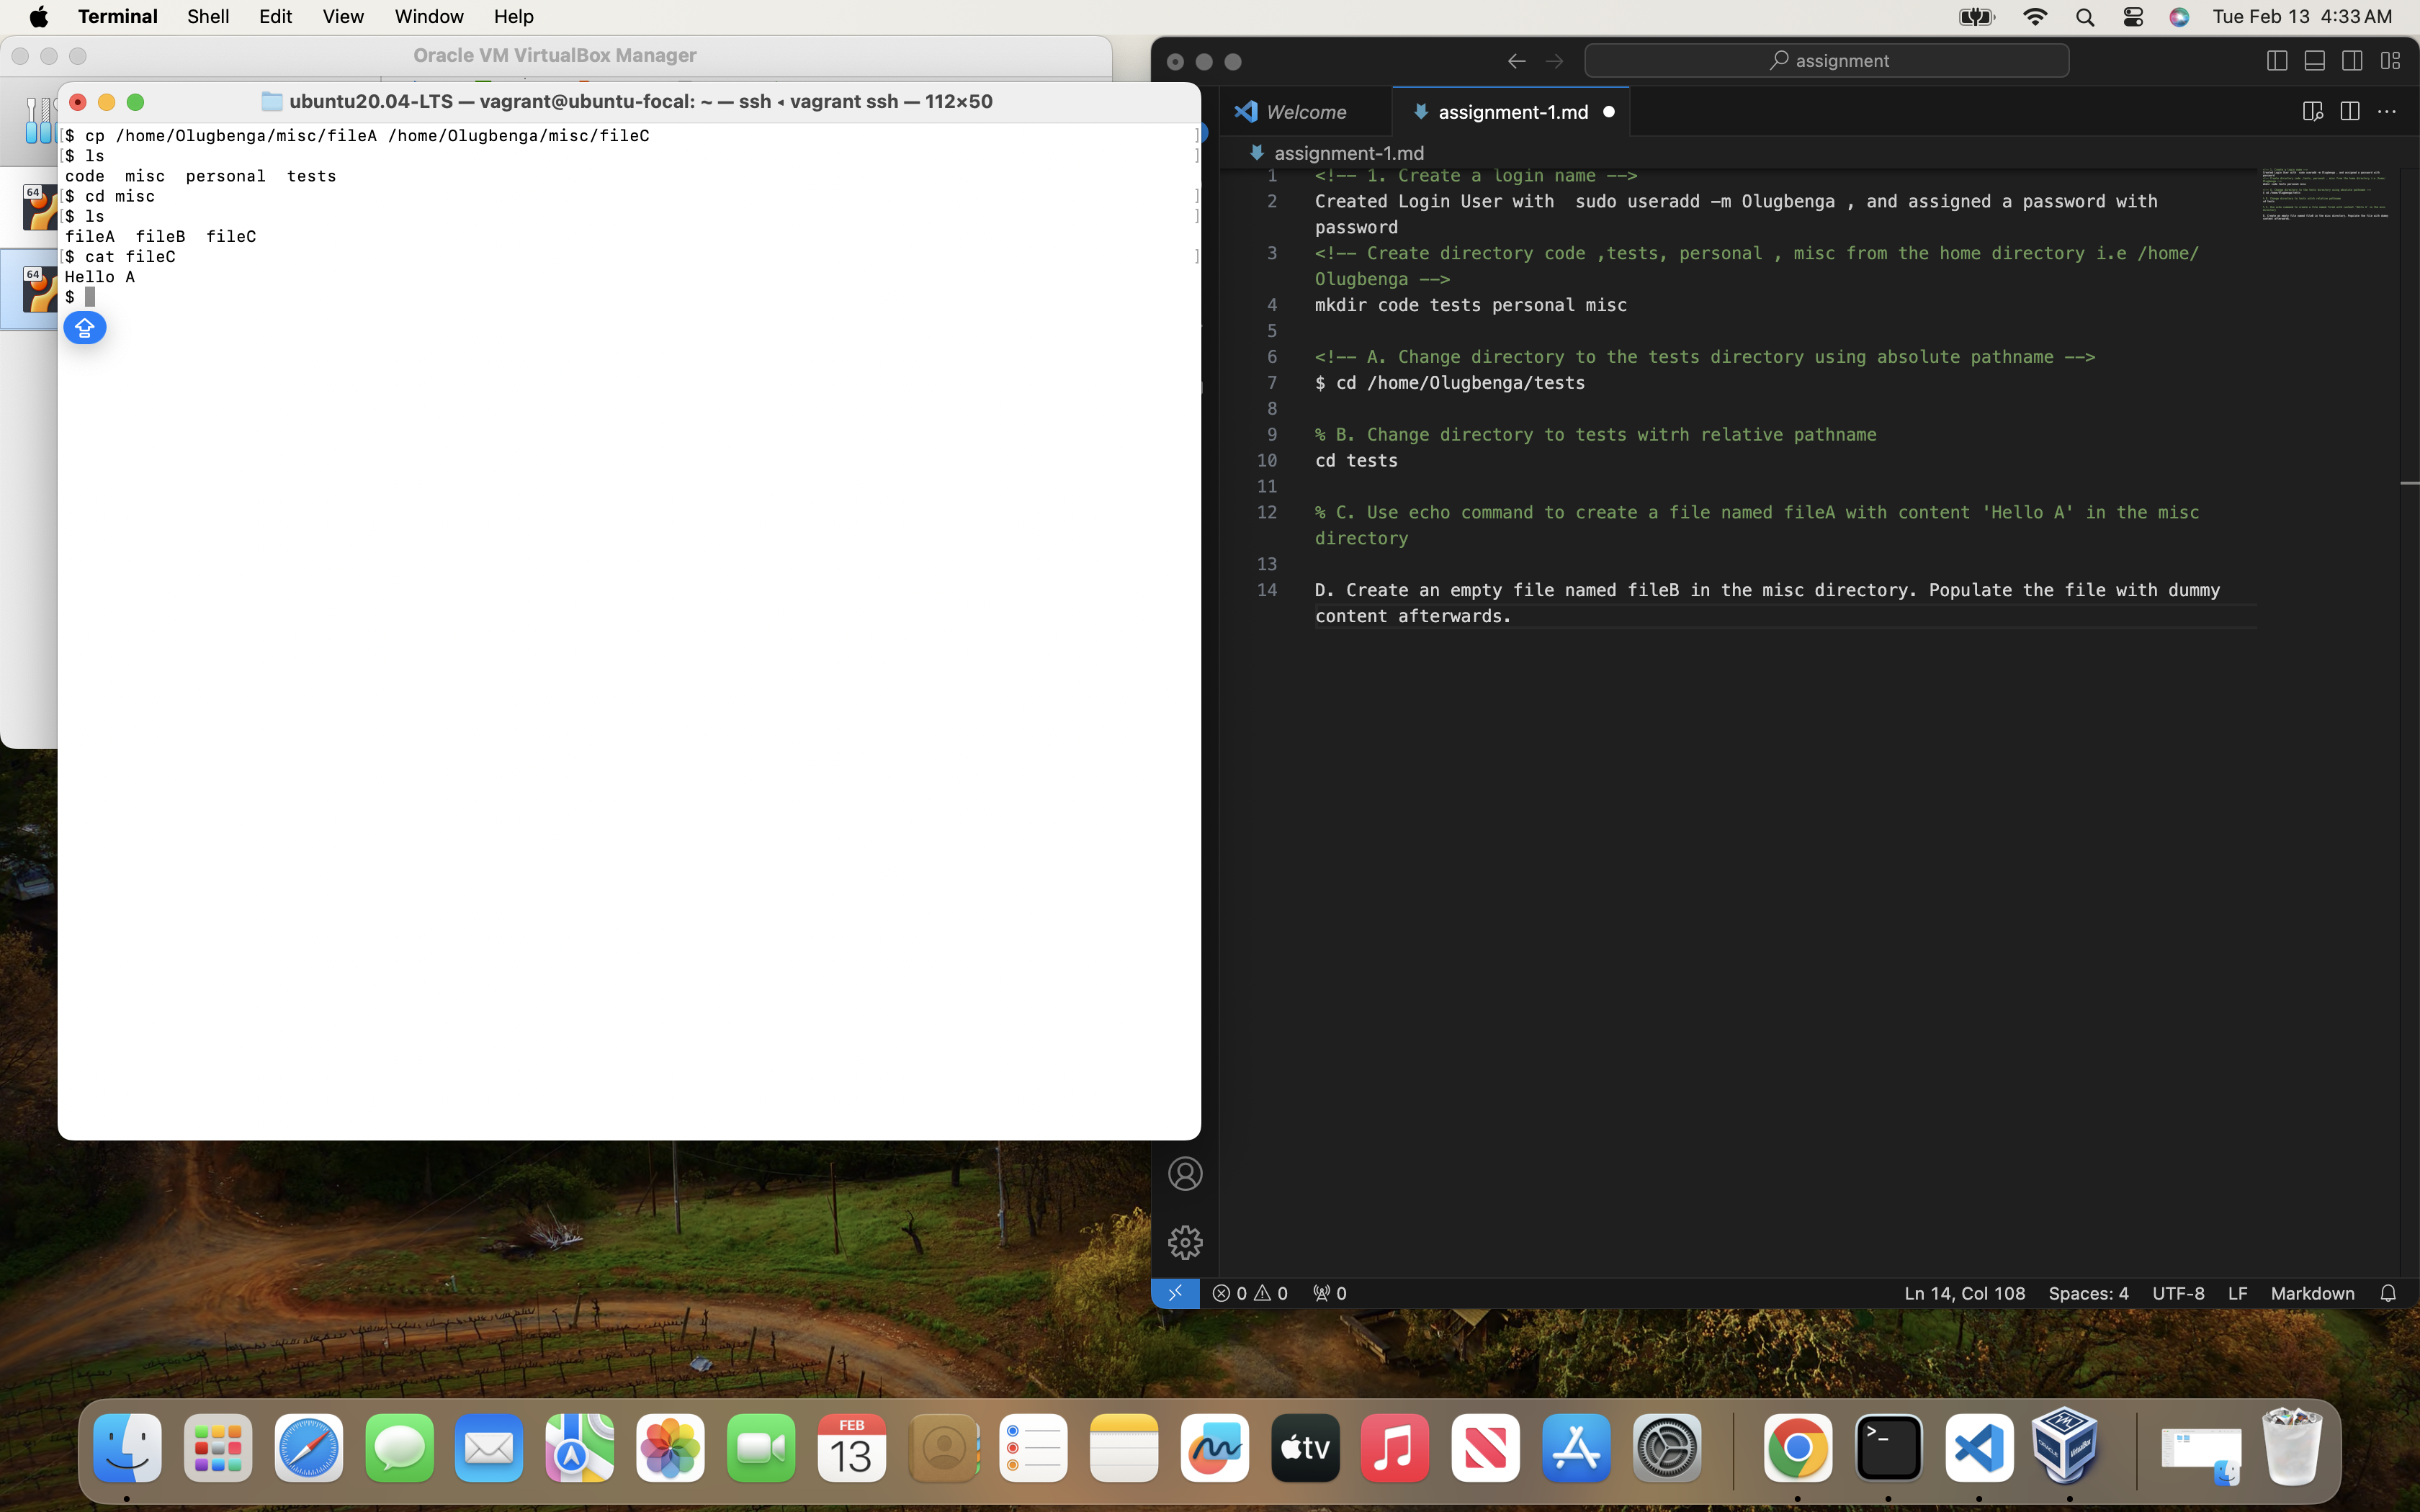 Terminal Shell Edit View Window Help Tue Feb 13 4:33 AM
Oracle VM VirtualBox Manager
64
64
ubuntu20.04-LTS — vagrant@ubuntu-focal: ~ — ssh ◂ vagrant ssh — 112×50
$ cp /home/Olugbenga/misc/fileA /home/Olugbenga/misc/fileC
$ ls
code misc personal tests
$ cd misc
$ ls
fileA fileB fileC
$ cat fileC
Hello A
$
assignment
Welcome assignment-1.md
assignment-1.md
1 <!-- 1. Create a login name -->
2 Created Login User with sudo useradd -m Olugbenga , and assigned a password with
password
3 <!-- Create directory code ,tests, personal , misc from the home directory i.e /home/
Olugbenga -->
4 mkdir code tests personal misc
5
6 <!-- A. Change directory to the tests directory using absolute pathname -->
7 $ cd /home/Olugbenga/tests
8
9 % B. Change directory to tests witrh relative pathname
10 cd tests
11
12 % C. Use echo command to create a file named fileA with content 'Hello A' in the misc
directory
13
14 D. Create an empty file named fileB in the misc directory. Populate the file with dummy
content afterwards.
0 0 0 Ln 14, Col 108 Spaces: 4 UTF-8 LF Markdown
FEB
13
tv
>_